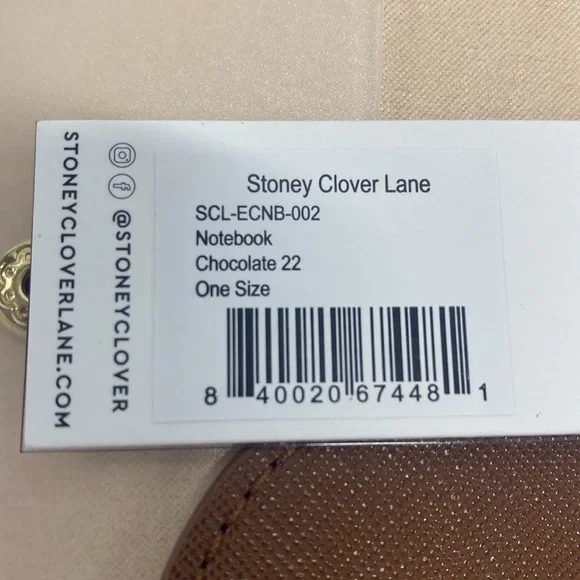 STONEYCLOVERLANE.COM
@STONEYCLOVER
Stoney Clover Lane
SCL-ECNB-002
Notebook
Chocolate 22
One Size
8 40020 67448 1